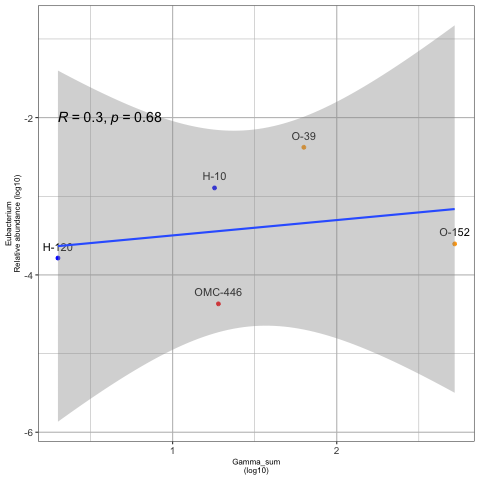 R = 0.3, p = 0.68
O-39
H-10
H-120
O-152
OMC-446
-2
-4
-6
1
2
Eubacterium
Relative abundance (log10)
Gamma_sum
(log10)